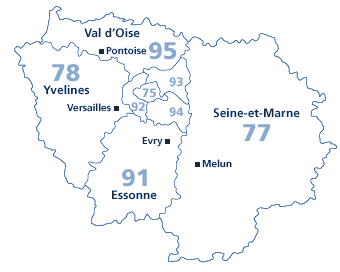 Val d'Oise
Pontoise 95
78
Yvelines
93
75
Versailles 92
94
Seine-et-Marne
77
Evry
Melun
91
Essonne